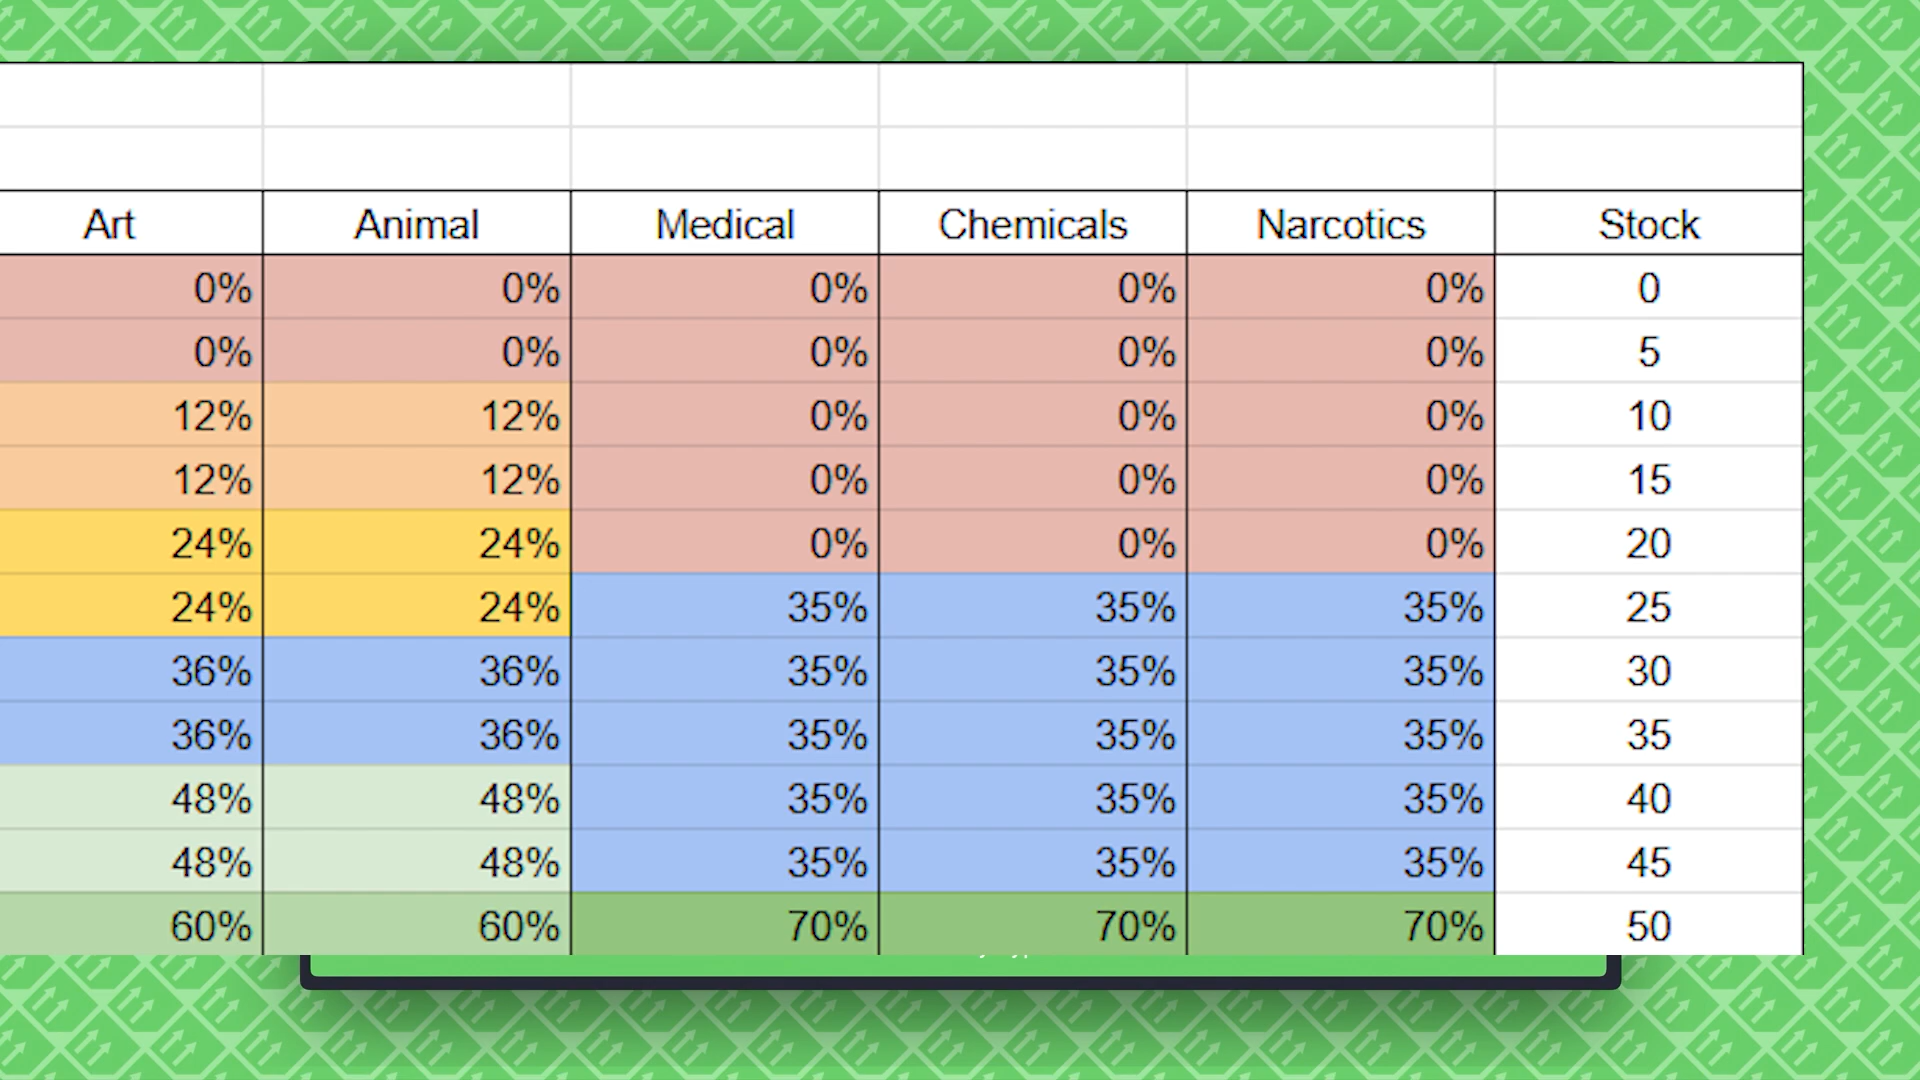 Art Animal Medical Chemicals Narcotics Stock
0% 0% 0% 0% 0% 0
0% 0% 0% 0% 0% 5
12% 12% 0% 0% 0% 10
12% 12% 0% 0% 0% 15
24% 24% 0% 0% 0% 20
24% 24% 35% 35% 35% 25
36% 36% 35% 35% 35% 30
36% 36% 35% 35% 35% 35
48% 48% 35% 35% 35% 40
48% 48% 35% 35% 35% 45
60% 60% 70% 70% 70% 50